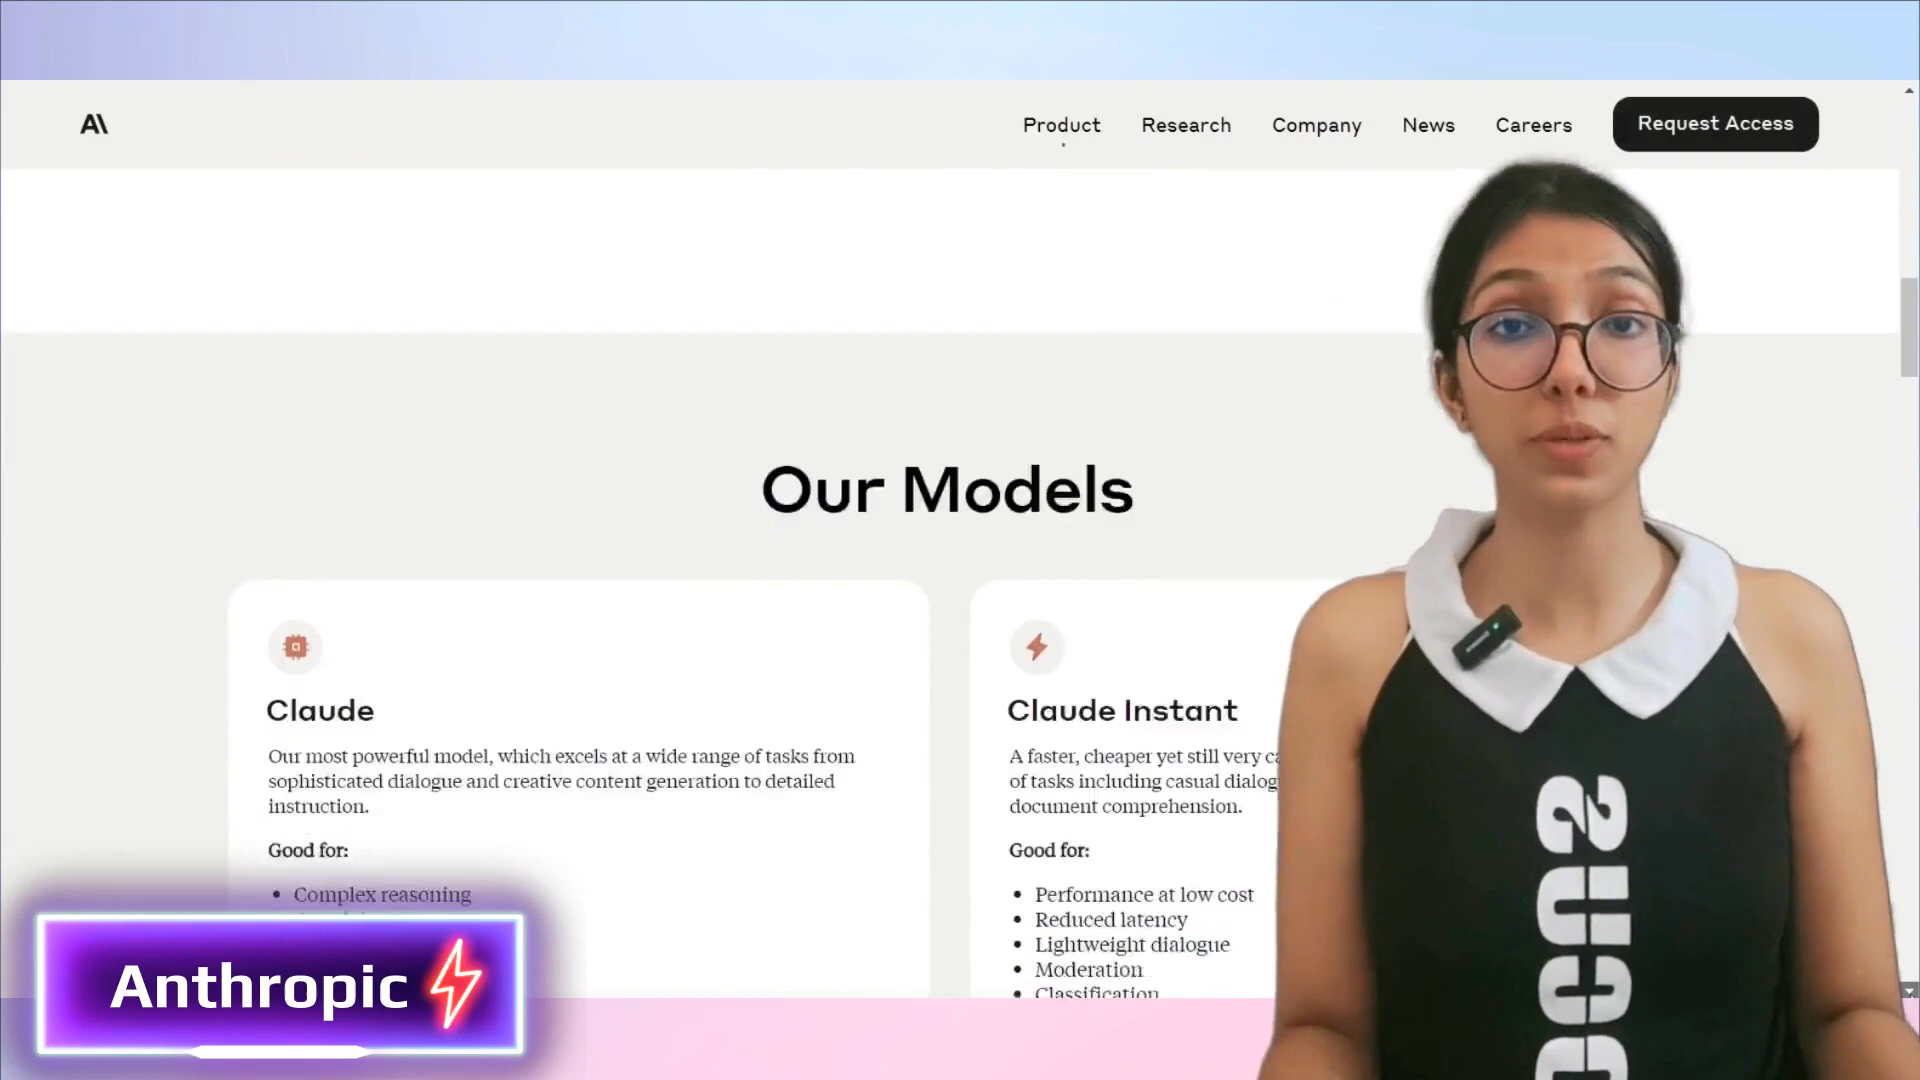 Product
Research
Company
News
Careers
Request Access
Our Models
Claude
Our most powerful model, which excels at a wide range of tasks from
sophisticated dialogue and creative content generation to detailed
instruction.
Good for:
Complex reasoning
Claude Instant
A faster, cheaper yet still very
of tasks including casual
document comprehension.
Good for:
Performance at low cost
Reduced latency
Lightweight dialogue
Moderation
Classification
Anthropic